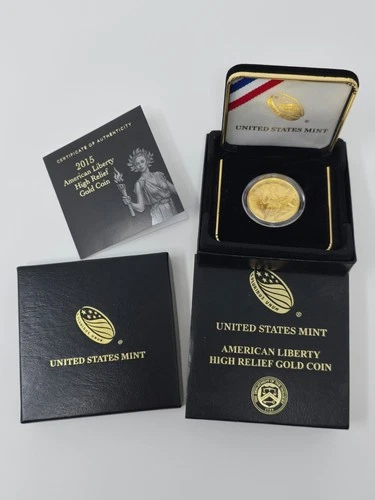 CERTIFICATE OF AUTHENTICITY
2015
American Liberty
High Relief
Gold Coin
UNITED STATES MINT
UNITED STATES MINT
UNITED STATES MINT
AMERICAN LIBERTY
HIGH RELIEF GOLD COIN